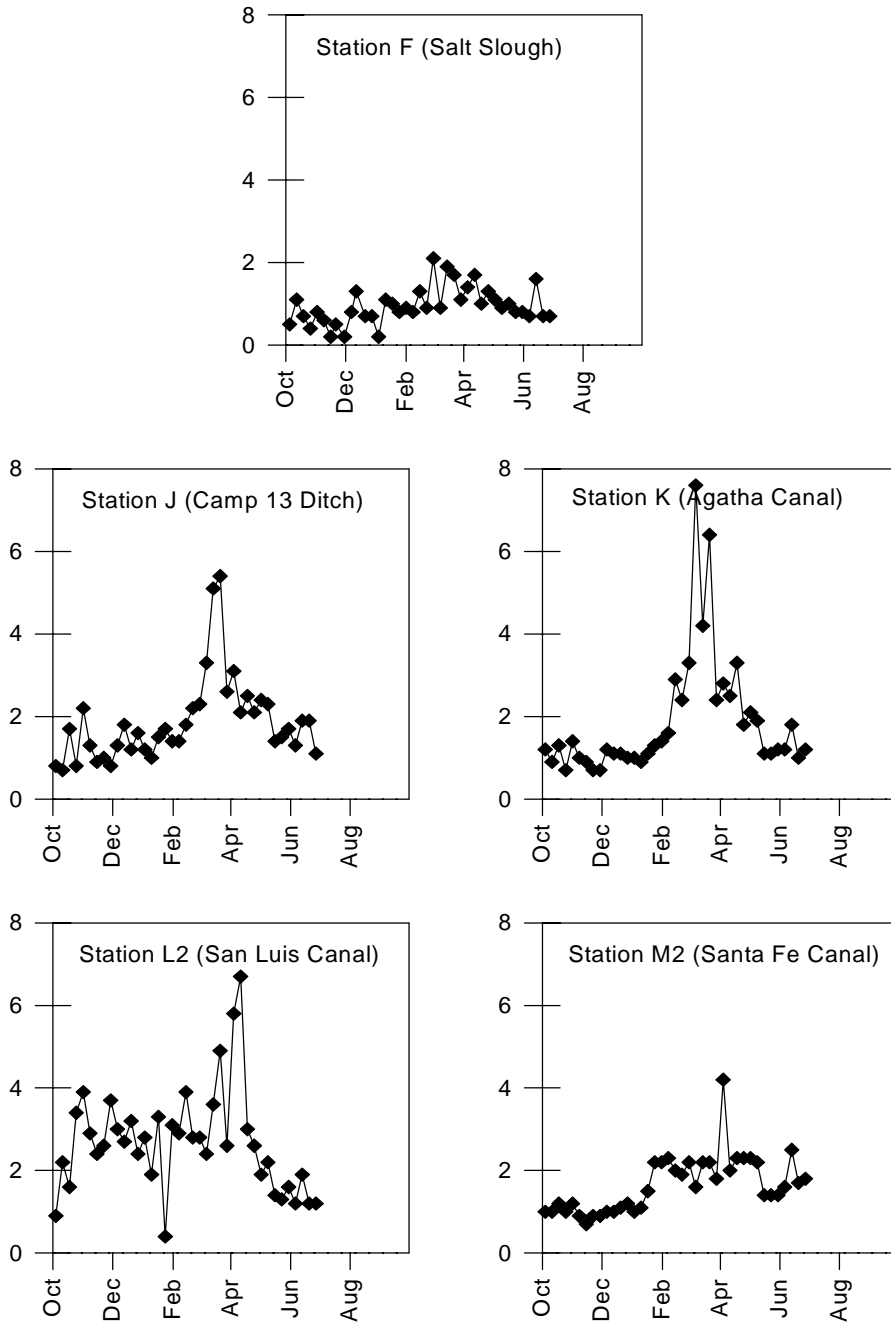 8
Station F (Salt Slough)
6
4
2
0
Oct
Dec
Feb
Apr
Jun
Aug
8
Station J (Camp 13 Ditch)
6
4
2
0
Oct
Dec
Feb
Apr
Jun
Aug
8
Station K (Agatha Canal)
6
4
2
0
Oct
Dec
Feb
Apr
Jun
Aug
8
Station L2 (San Luis Canal)
6
4
2
0
Oct
Dec
Feb
Apr
Jun
Aug
8
Station M2 (Santa Fe Canal)
6
4
2
0
Oct
Dec
Feb
Apr
Jun
Aug